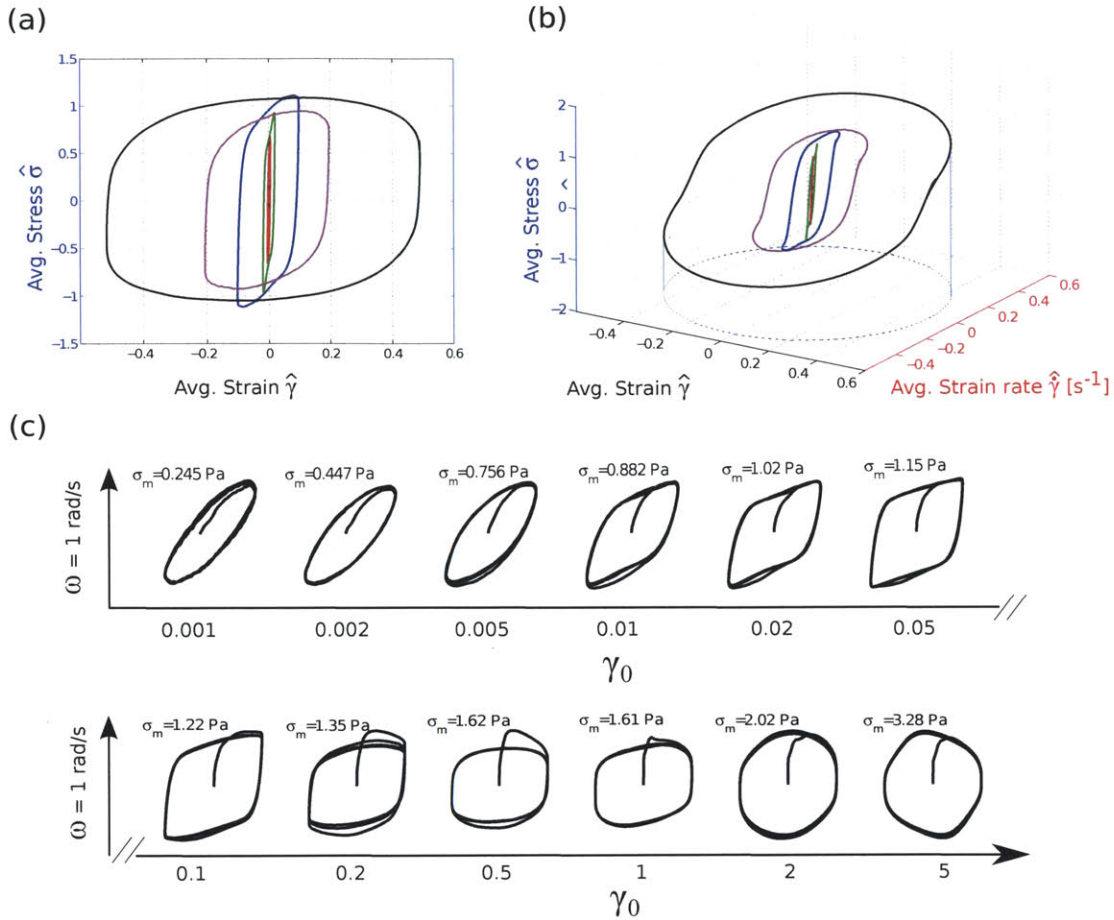 (a)
1.5
1
0.5
0
−0.5
−1
−1.5
−0.4 −0.2 0 0.2 0.4 0.6
Avg. Stress σ̂
Avg. Strain γ̂
(b)
2
1
0
−1
−2
Avg. Stress σ̂
−0.4 −0.2 0 0.2 0.4 0.6
Avg. Strain γ̂
−0.4 −0.2 0 0.2 0.4 0.6
Avg. Strain rate γ̇̂ [s⁻¹]
(c)
σm=0.245 Pa σm=0.447 Pa σm=0.756 Pa σm=0.882 Pa σm=1.02 Pa σm=1.15 Pa
ω = 1 rad/s
0.001 0.002 0.005 0.01 0.02 0.05
γ0
σm=1.22 Pa σm=1.35 Pa σm=1.62 Pa σm=1.61 Pa σm=2.02 Pa σm=3.28 Pa
ω = 1 rad/s
0.1 0.2 0.5 1 2 5
γ0